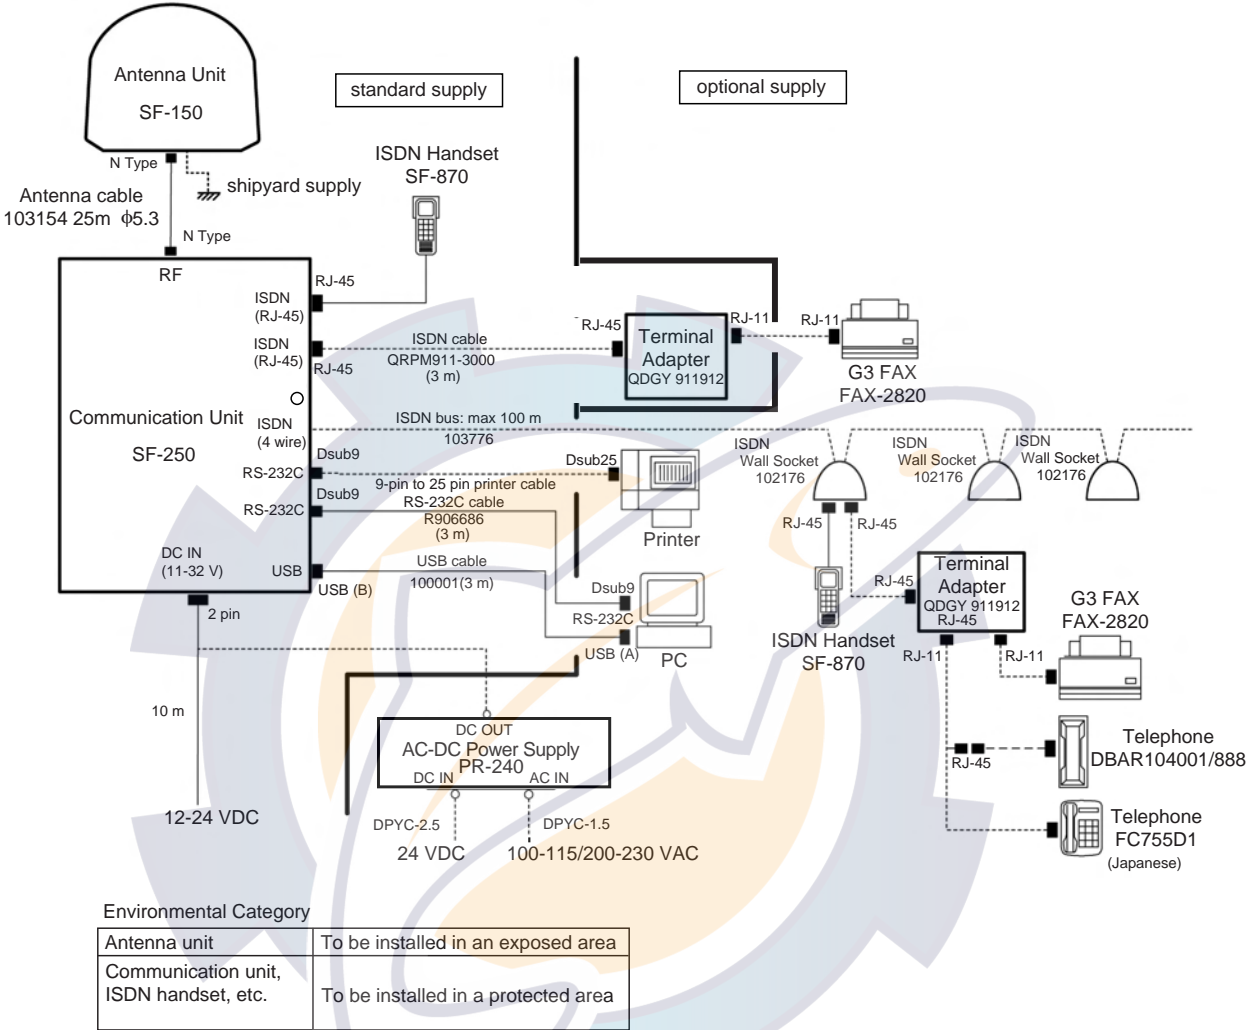 Antenna Unit
SF-150
standard supply
optional supply
N Type
shipyard supply
Antenna cable
103154 25m ϕ5.3
N Type
ISDN Handset
SF-870
RF
RJ-45
ISDN
(RJ-45)
ISDN
(RJ-45)
RJ-45
ISDN cable
QRPM911-3000
(3 m)
RJ-45
Terminal
Adapter
QDGY 911912
RJ-11
RJ-11
G3 FAX
FAX-2820
Communication Unit
SF-250
ISDN
(4 wire)
ISDN bus: max 100 m
103776
ISDN
Wall Socket
102176
ISDN
Wall Socket
102176
ISDN
Wall Socket
102176
Dsub9
RS-232C
9-pin to 25 pin printer cable
Dsub25
Printer
Dsub9
RS-232C
RS-232C cable
R906686
(3 m)
DC IN
(11-32 V)
USB
USB (B)
USB cable
100001(3 m)
Dsub9
RS-232C
USB (A)
PC
RJ-45
RJ-45
ISDN Handset
SF-870
RJ-45
Terminal
Adapter
QDGY 911912
RJ-45
RJ-11
RJ-11
G3 FAX
FAX-2820
RJ-45
Telephone
DBAR104001/888
Telephone
FC755D1
(Japanese)
2 pin
10 m
12-24 VDC
DC OUT
AC-DC Power Supply
PR-240
DC IN
AC IN
DPYC-2.5
DPYC-1.5
24 VDC
100-115/200-230 VAC
Environmental Category
Antenna unit
To be installed in an exposed area
Communication unit,
ISDN handset, etc.
To be installed in a protected area